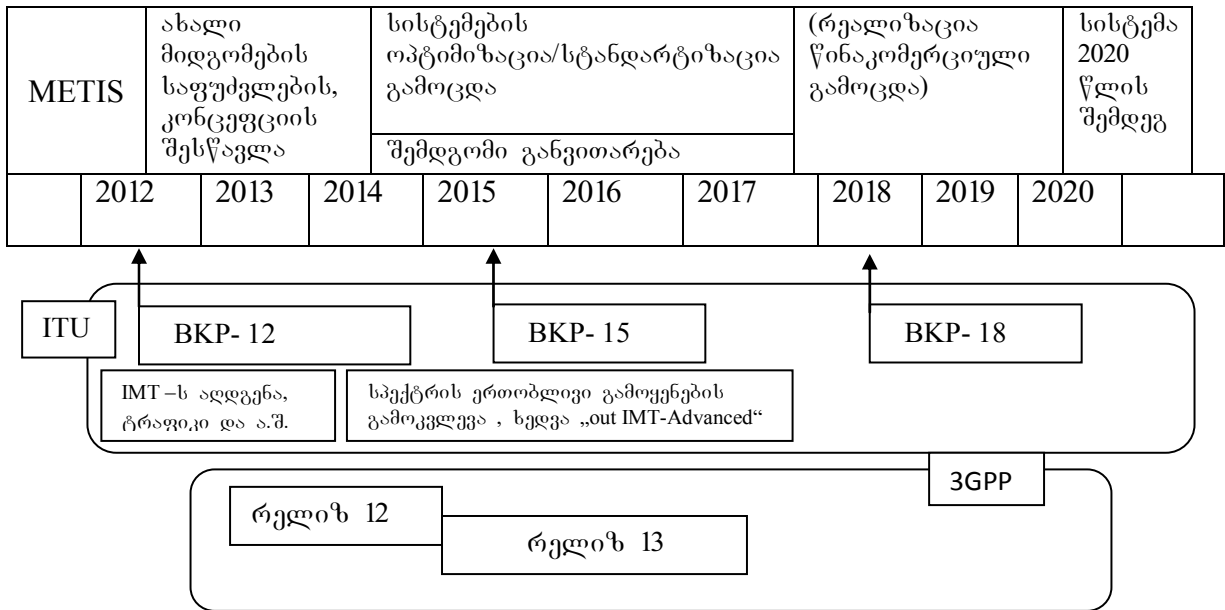 METIS
ახალი
მიდგომების
საფუძვლების,
კონცეფციის
შესწავლა
სისტემების
ოპტიმიზაცია/სტანდარტიზაცია
გამოცდა
შემდგომი განვითარება
(რეალიზაცია
წინაკომერციული
გამოცდა)
სისტემა
2020
წლის
შემდეგ
2012 2013 2014 2015 2016 2017 2018 2019 2020
ITU
BKP- 12
BKP- 15
BKP- 18
IMT –ს აღდგენა,
ტრაფიკი და ა.შ.
სპექტრის ერთობლივი გამოყენების
გამოკვლევა , ხედვა „out IMT-Advanced“
3GPP
რელიზ 12
რელიზ 13